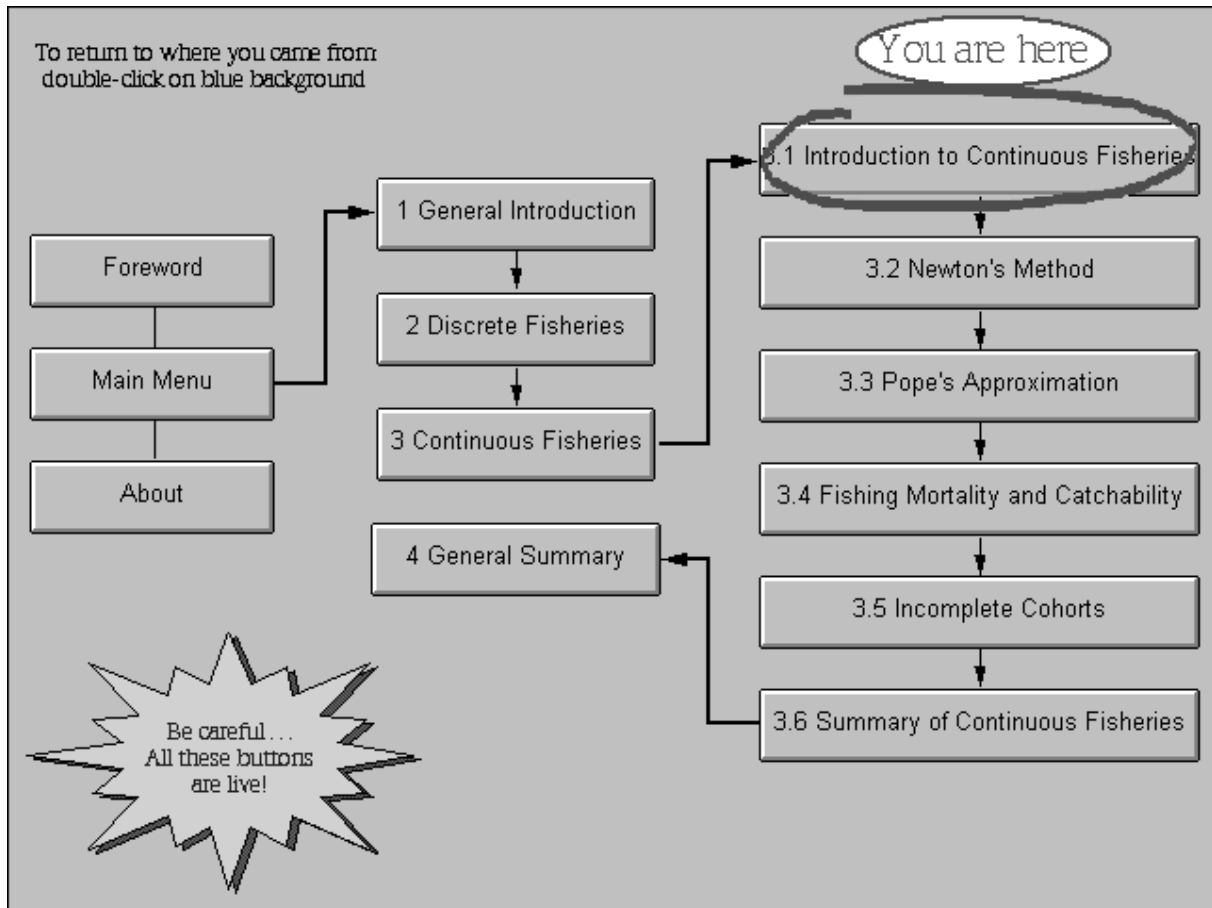 To return to where you came from
double-click on blue background
You are here
Foreword
Main Menu
About
1 General Introduction
2 Discrete Fisheries
3 Continuous Fisheries
4 General Summary
3.1 Introduction to Continuous Fisheries
3.2 Newton's Method
3.3 Pope's Approximation
3.4 Fishing Mortality and Catchability
3.5 Incomplete Cohorts
3.6 Summary of Continuous Fisheries
Be careful . . .
All these buttons
are live!